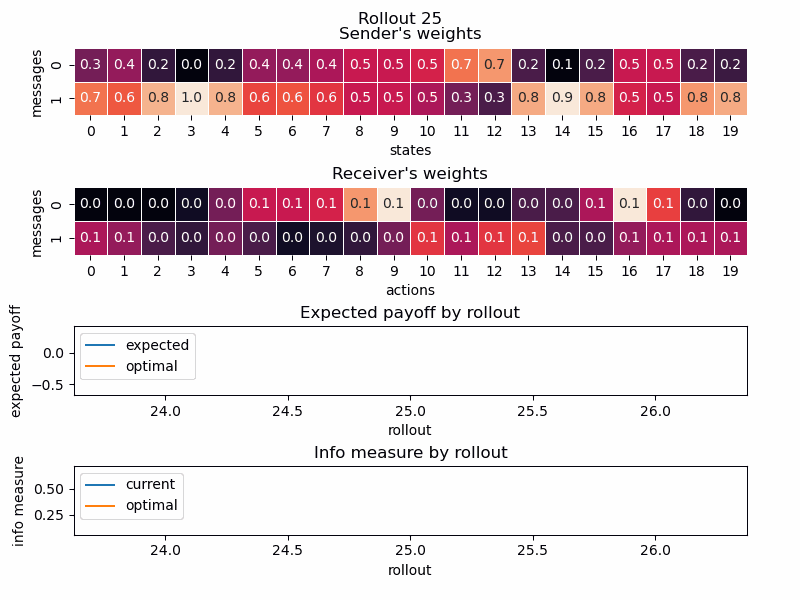 Rollout 25
Sender's weights
messages
0 0.3 0.4 0.2 0.0 0.2 0.4 0.4 0.4 0.5 0.5 0.5 0.7 0.7 0.2 0.1 0.2 0.5 0.5 0.2 0.2
1 0.7 0.6 0.8 1.0 0.8 0.6 0.6 0.6 0.5 0.5 0.5 0.3 0.3 0.8 0.9 0.8 0.5 0.5 0.8 0.8
0 1 2 3 4 5 6 7 8 9 10 11 12 13 14 15 16 17 18 19
states
Receiver's weights
messages
0 0.0 0.0 0.0 0.0 0.0 0.1 0.1 0.1 0.1 0.1 0.0 0.0 0.0 0.0 0.0 0.1 0.1 0.1 0.0 0.0
1 0.1 0.1 0.0 0.0 0.0 0.0 0.0 0.0 0.0 0.0 0.1 0.1 0.1 0.1 0.0 0.0 0.1 0.1 0.1 0.1
0 1 2 3 4 5 6 7 8 9 10 11 12 13 14 15 16 17 18 19
actions
Expected payoff by rollout
expected payoff
0.0
−0.5
expected
optimal
24.0 24.5 25.0 25.5 26.0
rollout
Info measure by rollout
info measure
0.50
0.25
current
optimal
24.0 24.5 25.0 25.5 26.0
rollout